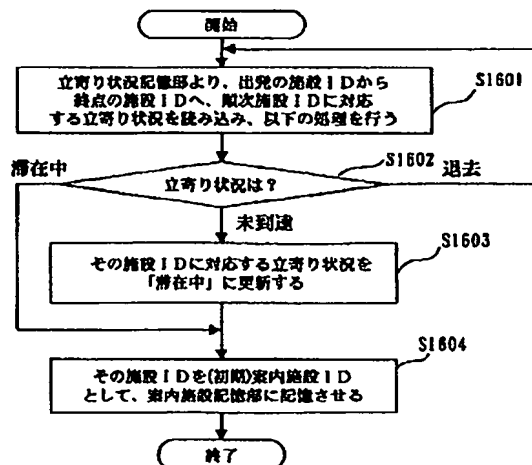 開始
立寄り状況記憶部より、出発の施設IDから
終点の施設IDへ、順次施設IDに対応
する立寄り状況を読み込み、以下の処理を行う
S1601
滞在中
立寄り状況は？
S1602
退去
未到達
その施設IDに対応する立寄り状況を
「滞在中」に更新する
S1603
その施設IDを(初期)案内施設ID
として、案内施設記憶部に記憶させる
S1604
終了